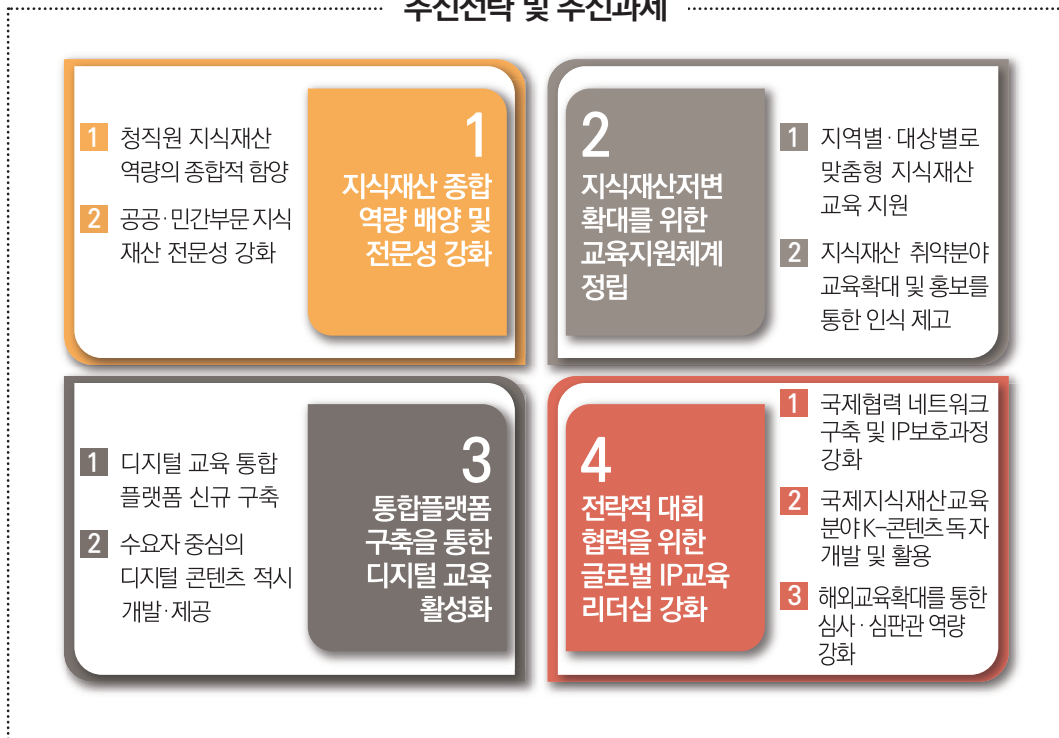 추진전략 및 추진과제
1 청직원 지식재산
역량의 종합적 함양
2 공공·민간부문 지식
재산 전문성 강화
1
지식재산 종합
역량 배양 및
전문성 강화
2
지식재산저변
확대를 위한
교육지원체계
정립
1 지역별·대상별로
맞춤형 지식재산
교육 지원
2 지식재산 취약분야
교육확대 및 홍보를
통한 인식 제고
1 디지털 교육 통합
플랫폼 신규 구축
2 수요자 중심의
디지털 콘텐츠 적시
개발·제공
3
통합플랫폼
구축을 통한
디지털 교육
활성화
4
전략적 대회
협력을 위한
글로벌 IP교육
리더십 강화
1 국제협력 네트워크
구축 및 IP보호과정
강화
2 국제지식재산교육
분야 K-콘텐츠 독자
개발 및 활용
3 해외교육확대를 통한
심사·심판관 역량
강화